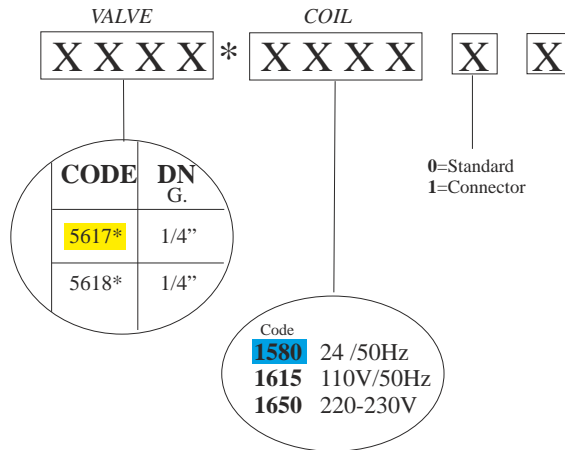 VALVE COIL
X X X X * X X X X X X
0=Standard
1=Connector
CODE DN
G.
5617* 1/4”
5618* 1/4”
Code
1580 24 /50Hz
1615 110V/50Hz
1650 220-230V